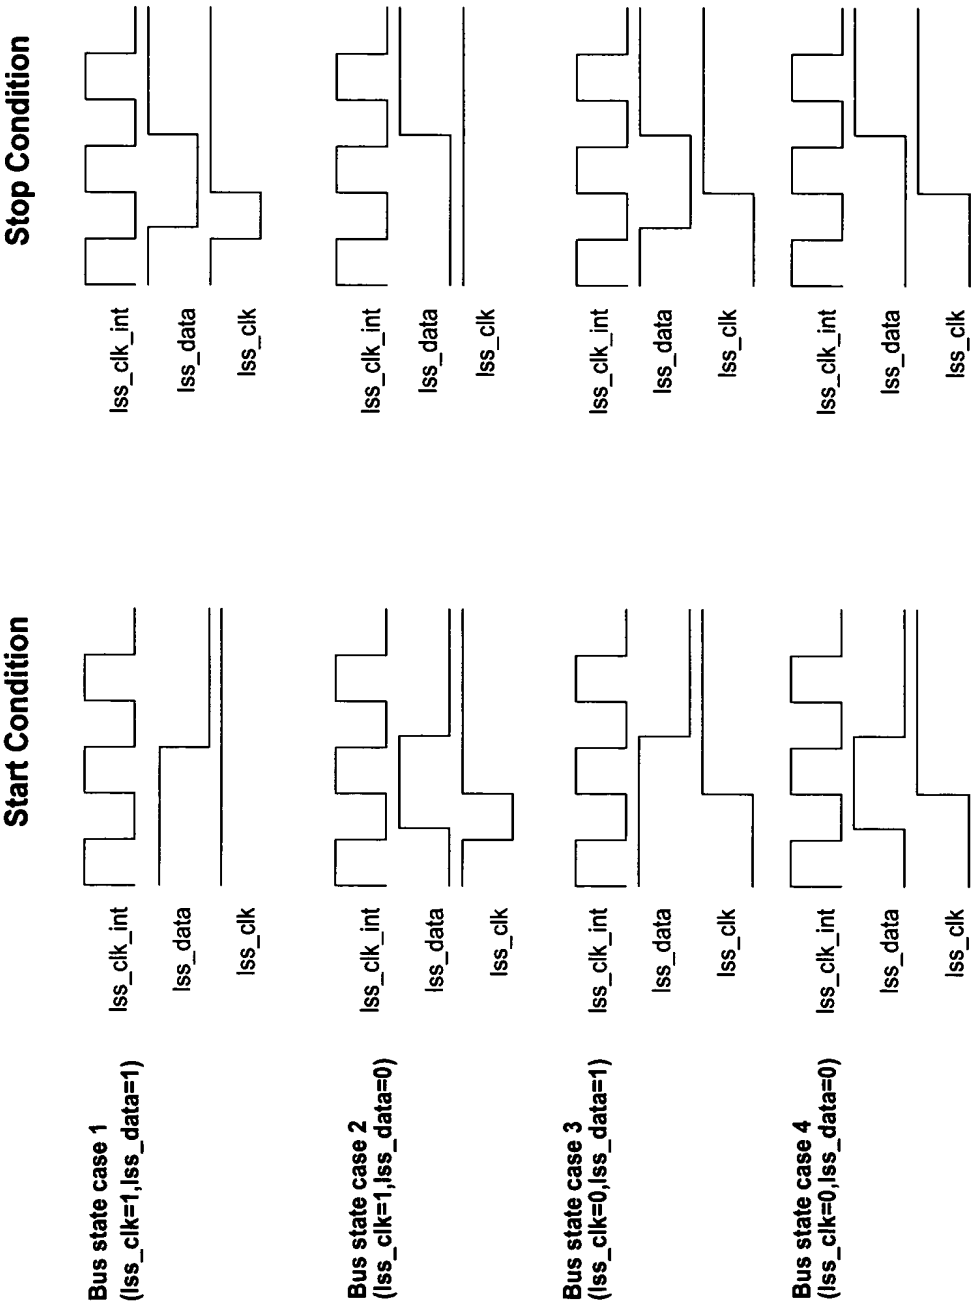 Start Condition
Stop Condition
Bus state case 1
(lss_clk=1,lss_data=1)
lss_clk_int
lss_data
lss_clk
lss_clk_int
lss_data
lss_clk
Bus state case 2
(lss_clk=1,lss_data=0)
lss_clk_int
lss_data
lss_clk
lss_clk_int
lss_data
lss_clk
Bus state case 3
(lss_clk=0,lss_data=1)
lss_clk_int
lss_data
lss_clk
lss_clk_int
lss_data
lss_clk
Bus state case 4
(lss_clk=0,lss_data=0)
lss_clk_int
lss_data
lss_clk
lss_clk_int
lss_data
lss_clk